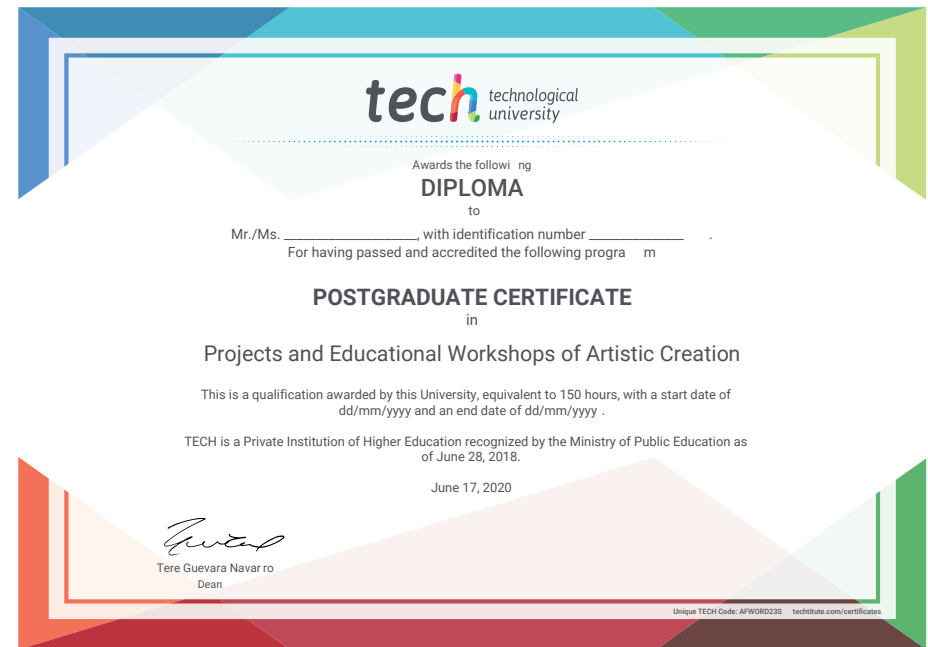 tech technological
university
Awards the followi ng
DIPLOMA
to
Mr./Ms. _____________________, with identification number _______________ .
For having passed and accredited the following progra m
POSTGRADUATE CERTIFICATE
in
Projects and Educational Workshops of Artistic Creation
This is a qualification awarded by this University, equivalent to 150 hours, with a start date of
dd/mm/yyyy and an end date of dd/mm/yyyy .
TECH is a Private Institution of Higher Education recognized by the Ministry of Public Education as
of June 28, 2018.
June 17, 2020
Tere Guevara Navar ro
Dean
Unique TECH Code: AFWORD23S techtitute.com/certificates